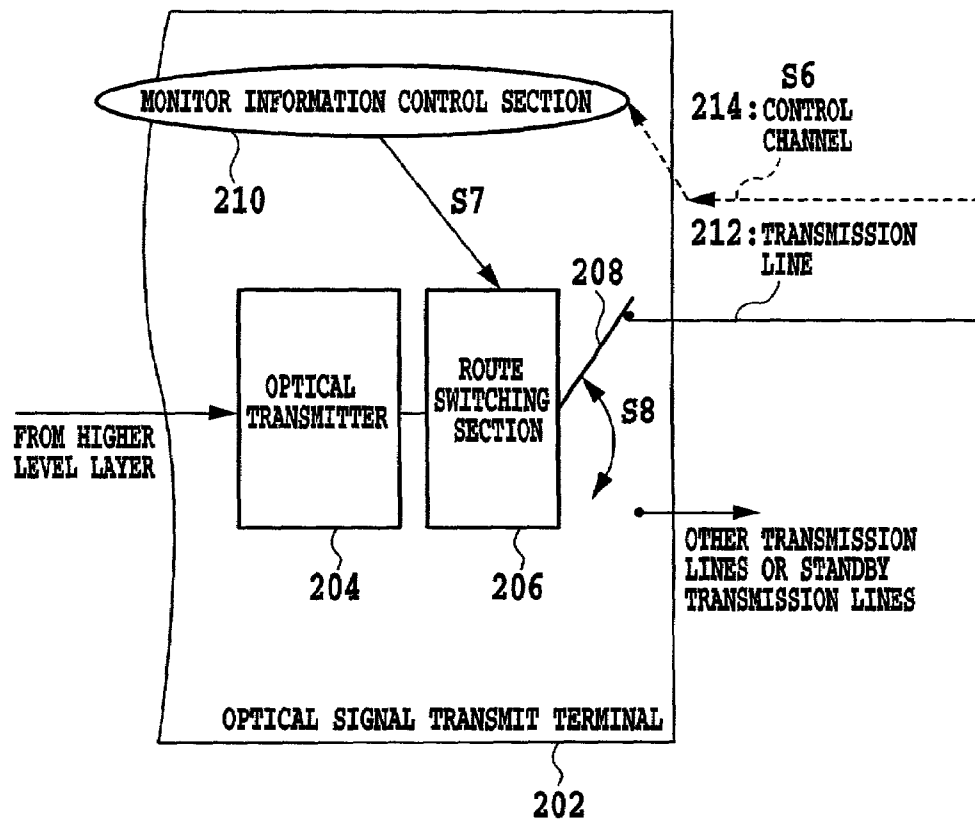 MONITOR INFORMATION CONTROL SECTION
210
S6
214: CONTROL
CHANNEL
S7
212: TRANSMISSION
LINE
208
OPTICAL
TRANSMITTER
ROUTE
SWITCHING
SECTION
S8
FROM HIGHER
LEVEL LAYER
204
206
OTHER TRANSMISSION
LINES OR STANDBY
TRANSMISSION LINES
OPTICAL SIGNAL TRANSMIT TERMINAL
202